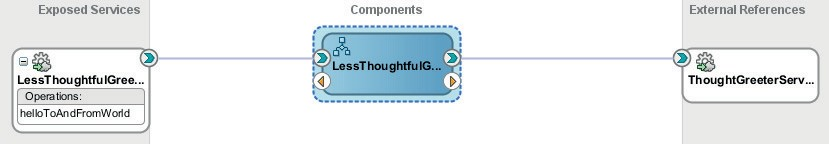 Exposed Services
Components
External References
LessThoughtfulGree...
Operations:
helloToAndFromWorld
LessThoughtfulG...
ThoughtGreeterServ...